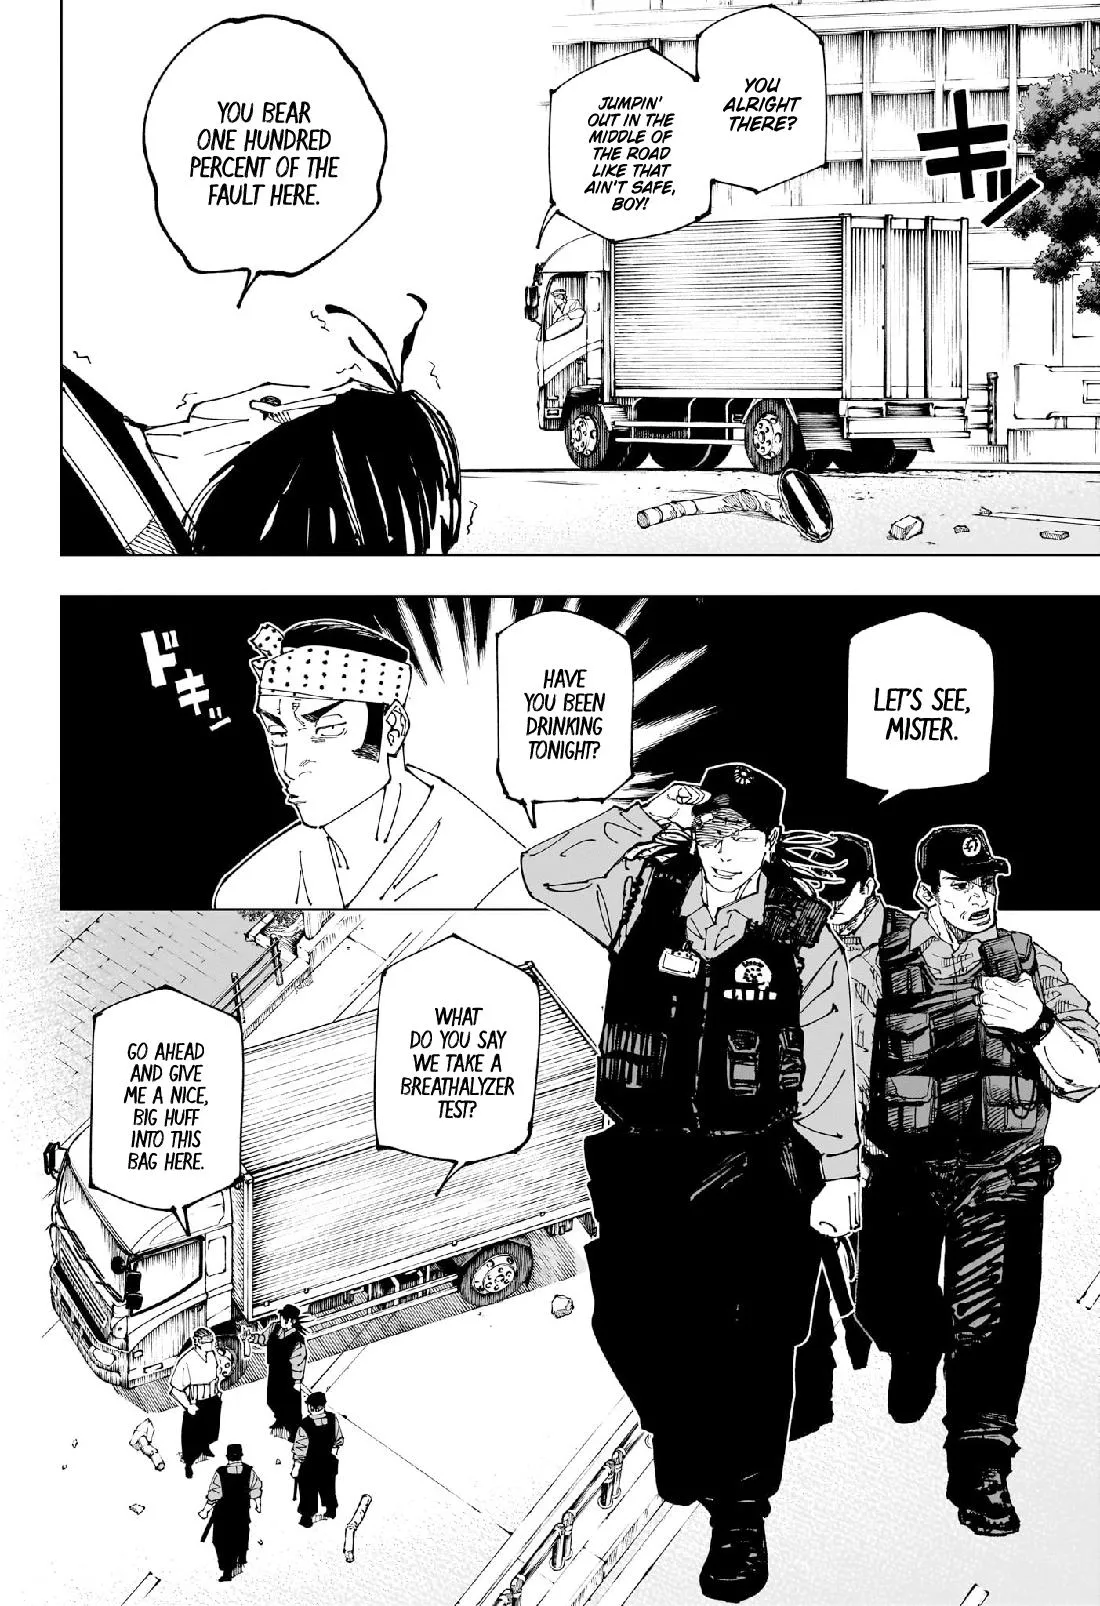 YOU
ALRIGHT
THERE?
JUMPIN'
OUT IN THE
MIDDLE OF
THE ROAD
LIKE THAT
AIN'T SAFE,
BOY!
キキッ
YOU BEAR
ONE HUNDRED
PERCENT OF THE
FAULT HERE.
LET'S SEE,
MISTER.
HAVE
YOU BEEN
DRINKING
TONIGHT?
ドキッ
WHAT
DO YOU SAY
WE TAKE A
BREATHALYZER
TEST?
GO AHEAD
AND GIVE
ME A NICE,
BIG HUFF
INTO THIS
BAG HERE.